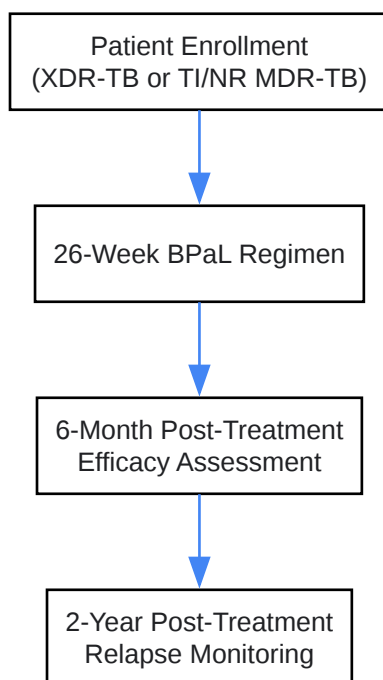 Patient Enrollment
(XDR-TB or TI/NR MDR-TB)
26-Week BPaL Regimen
6-Month Post-Treatment
Efficacy Assessment
2-Year Post-Treatment
Relapse Monitoring